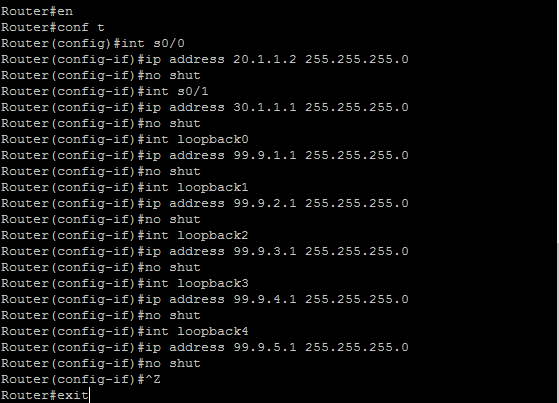 Router#en
Router#conf t
Router(config)#int s0/0
Router(config-if)#ip address 20.1.1.2 255.255.255.0
Router(config-if)#no shut
Router(config-if)#int s0/1
Router(config-if)#ip address 30.1.1.1 255.255.255.0
Router(config-if)#no shut
Router(config-if)#int loopback0
Router(config-if)#ip address 99.9.1.1 255.255.255.0
Router(config-if)#no shut
Router(config-if)#int loopback1
Router(config-if)#ip address 99.9.2.1 255.255.255.0
Router(config-if)#no shut
Router(config-if)#int loopback2
Router(config-if)#ip address 99.9.3.1 255.255.255.0
Router(config-if)#no shut
Router(config-if)#int loopback3
Router(config-if)#ip address 99.9.4.1 255.255.255.0
Router(config-if)#no shut
Router(config-if)#int loopback4
Router(config-if)#ip address 99.9.5.1 255.255.255.0
Router(config-if)#no shut
Router(config-if)#^Z
Router#exit